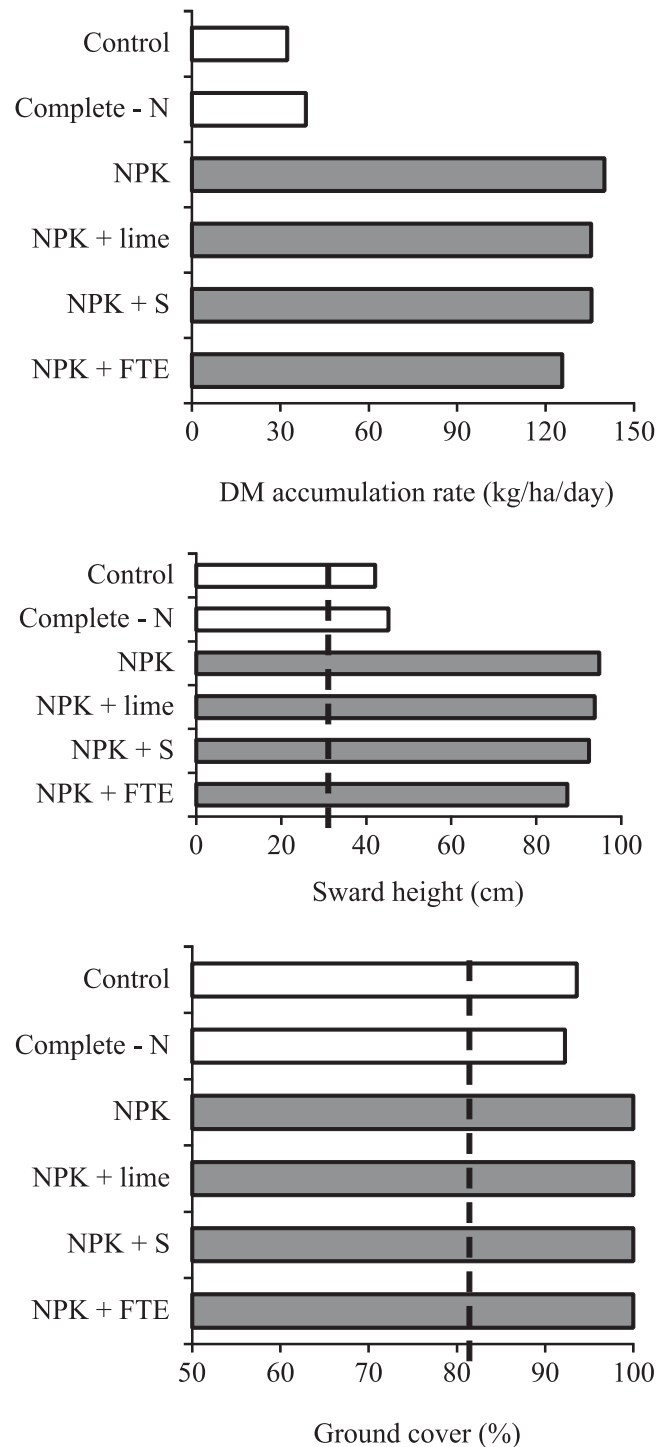 Control
Complete - N
NPK
NPK + lime
NPK + S
NPK + FTE
0 30 60 90 120 150
DM accumulation rate (kg/ha/day)
Control
Complete - N
NPK
NPK + lime
NPK + S
NPK + FTE
0 20 40 60 80 100
Sward height (cm)
Control
Complete - N
NPK
NPK + lime
NPK + S
NPK + FTE
50 60 70 80 90 100
Ground cover (%)